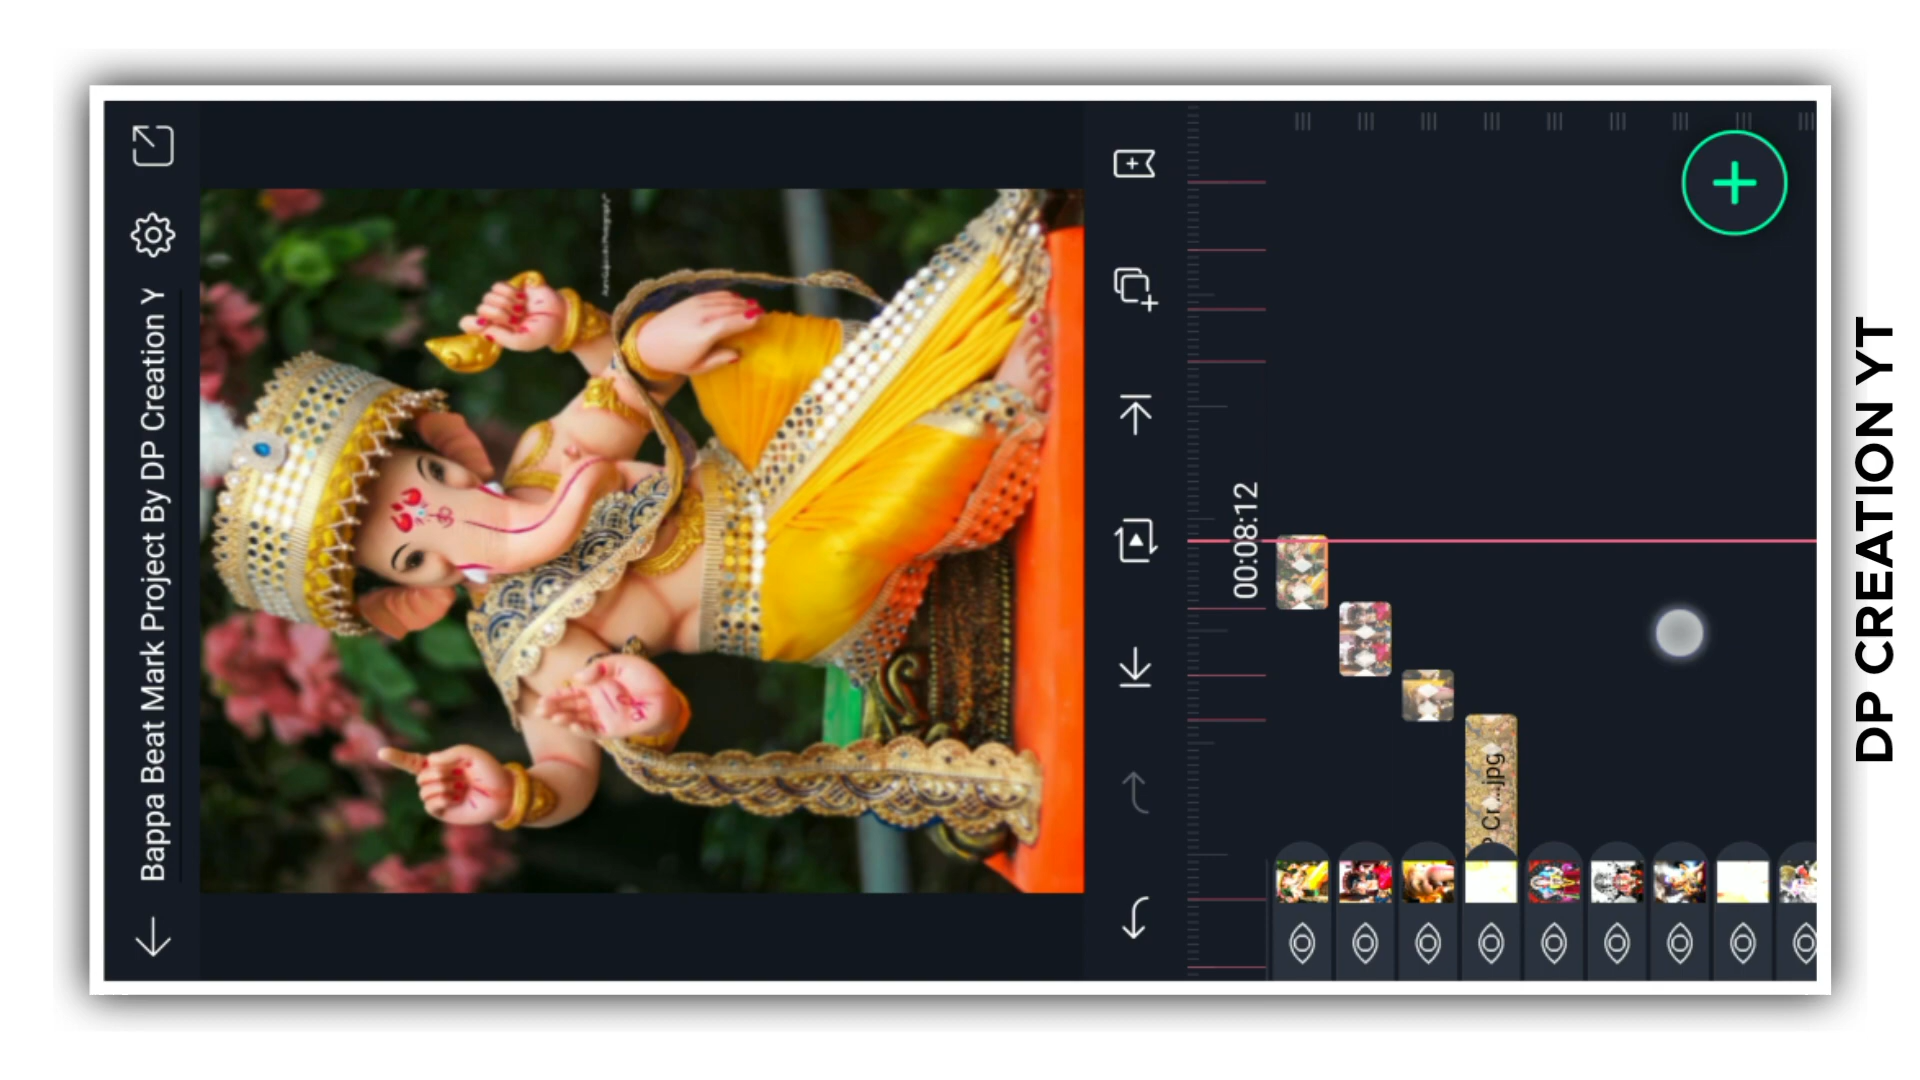 Bappa Beat Mark Project By DP Creation Y
00:08:12
Cr...jpg
DP CREATION YT